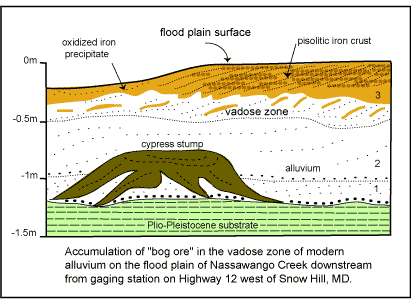 flood plain surface
oxidized iron
precipitate
pisolitic iron crust
0m
3
vadose zone
-0.5m
cypress stump
alluvium
2
-1m
1
Plio-Pleistocene substrate
-1.5m
Accumulation of "bog ore" in the vadose zone of modern
alluvium on the flood plain of Nassawango Creek downstream
from gaging station on Highway 12 west of Snow Hill, MD.